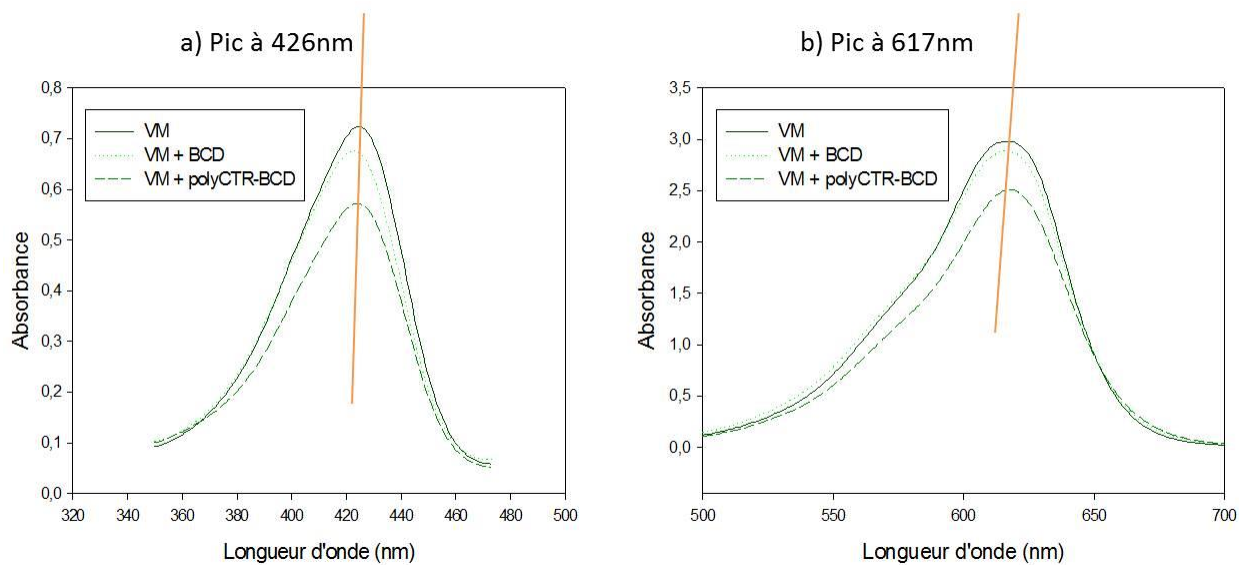 a) Pic à 426nm
0,8
0,7
0,6
0,5
0,4
0,3
0,2
0,1
0,0
Absorbance
VM
VM + BCD
VM + polyCTR-BCD
320 340 360 380 400 420 440 460 480 500
Longueur d'onde (nm)
b) Pic à 617nm
3,5
3,0
2,5
2,0
1,5
1,0
0,5
0,0
Absorbance
VM
VM + BCD
VM + polyCTR-BCD
500 550 600 650 700
Longueur d'onde (nm)